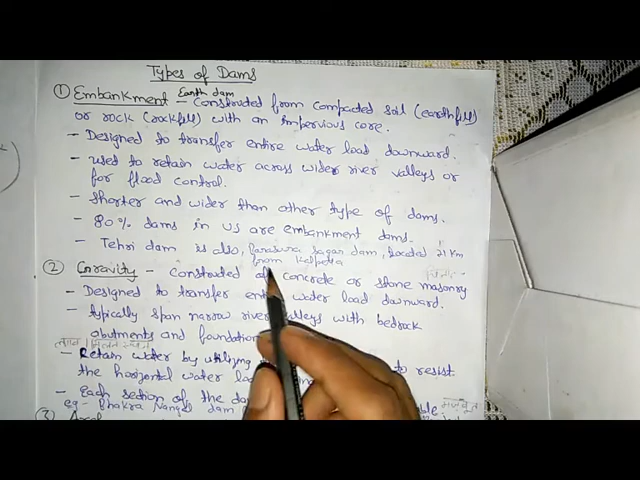 Types of Dams
① Embankment Earth dam - Constructed from compacted soil (earthfill)
or rock (rockfill) with an impervious core.
- Designed to transfer entire water load downward.
- used to retain water across wider river valleys or
for flood control.
- shorter and wider than other type of dams.
- 80% dams in US are embankment dams.
- Tehri dam is also, sagar dam, located 21 km
from Kalpetta
② Gravity - Constructed of concrete or stone masonry
- Designed to transfer water load downward.
- typically span narrow river valleys with bedrock
abutments and foundation
- Retain water by utilizing to resist
the horizontal water
- Each section of the
eg - Bhakra Nangal dam मजबूत
③